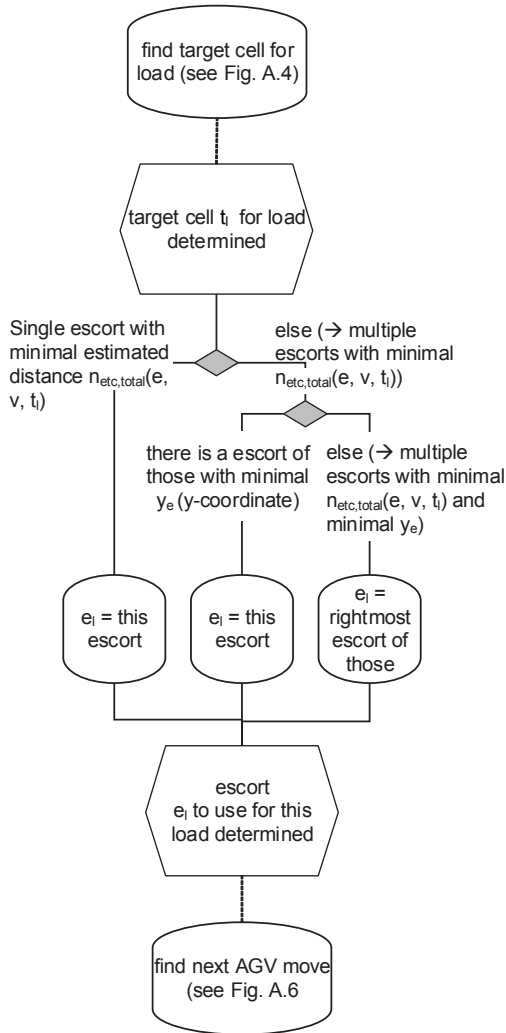 find target cell for
load (see Fig. A.4)
target cell tₗ for load
determined
Single escort with
minimal estimated
distance n_etc,total(e,
v, tₗ)
else (→ multiple
escorts with minimal
n_etc,total(e, v, tₗ))
there is a escort of
those with minimal
yₑ (y-coordinate)
else (→ multiple
escorts with minimal
n_etc,total(e, v, tₗ) and
minimal yₑ)
eₗ = this
escort
eₗ = this
escort
eₗ =
rightmost
escort of
those
escort
eₗ to use for this
load determined
find next AGV move
(see Fig. A.6